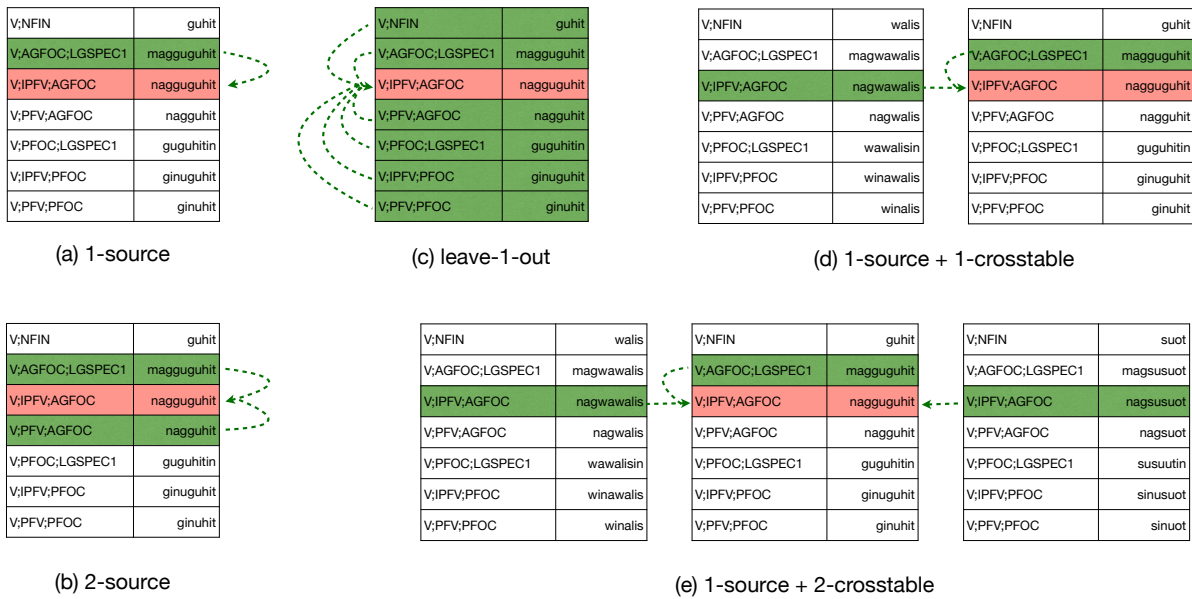 V;NFIN guhit
V;AGFOC;LGSPEC1 magguguhit
V;IPFV;AGFOC nagguguhit
V;PFV;AGFOC nagguhit
V;PFOC;LGSPEC1 guguhitin
V;IPFV;PFOC ginuguhit
V;PFV;PFOC ginuhit
(a) 1-source
V;NFIN guhit
V;AGFOC;LGSPEC1 magguguhit
V;IPFV;AGFOC nagguguhit
V;PFV;AGFOC nagguhit
V;PFOC;LGSPEC1 guguhitin
V;IPFV;PFOC ginuguhit
V;PFV;PFOC ginuhit
(c) leave-1-out
V;NFIN walis
V;AGFOC;LGSPEC1 magwawalis
V;IPFV;AGFOC nagwawalis
V;PFV;AGFOC nagwalis
V;PFOC;LGSPEC1 wawalisin
V;IPFV;PFOC winawalis
V;PFV;PFOC winalis
V;NFIN guhit
V;AGFOC;LGSPEC1 magguguhit
V;IPFV;AGFOC nagguguhit
V;PFV;AGFOC nagguhit
V;PFOC;LGSPEC1 guguhitin
V;IPFV;PFOC ginuguhit
V;PFV;PFOC ginuhit
(d) 1-source + 1-crosstable
V;NFIN guhit
V;AGFOC;LGSPEC1 magguguhit
V;IPFV;AGFOC nagguguhit
V;PFV;AGFOC nagguhit
V;PFOC;LGSPEC1 guguhitin
V;IPFV;PFOC ginuguhit
V;PFV;PFOC ginuhit
(b) 2-source
V;NFIN walis
V;AGFOC;LGSPEC1 magwawalis
V;IPFV;AGFOC nagwawalis
V;PFV;AGFOC nagwalis
V;PFOC;LGSPEC1 wawalisin
V;IPFV;PFOC winawalis
V;PFV;PFOC winalis
V;NFIN guhit
V;AGFOC;LGSPEC1 magguguhit
V;IPFV;AGFOC nagguguhit
V;PFV;AGFOC nagguhit
V;PFOC;LGSPEC1 guguhitin
V;IPFV;PFOC ginuguhit
V;PFV;PFOC ginuhit
V;NFIN suot
V;AGFOC;LGSPEC1 magsusuot
V;IPFV;AGFOC nagsusuot
V;PFV;AGFOC nagsuot
V;PFOC;LGSPEC1 susuutin
V;IPFV;PFOC sinusuot
V;PFV;PFOC sinuot
(e) 1-source + 2-crosstable